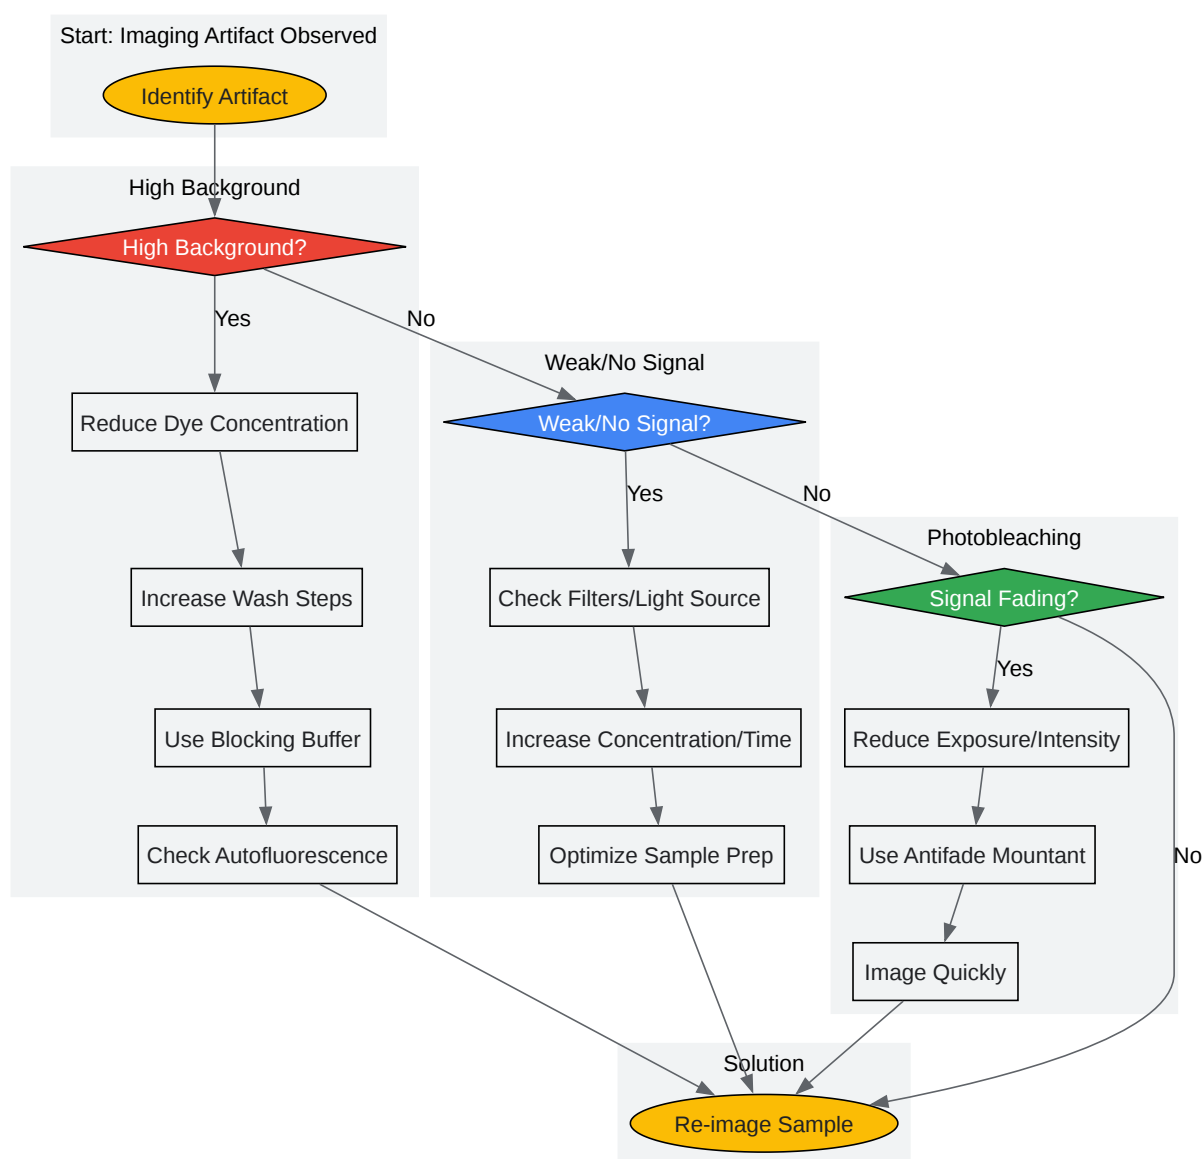 Start: Imaging Artifact Observed
Identify Artifact
High Background
High Background?
Yes
No
Reduce Dye Concentration
Increase Wash Steps
Use Blocking Buffer
Check Autofluorescence
Weak/No Signal
Weak/No Signal?
Yes
No
Check Filters/Light Source
Increase Concentration/Time
Optimize Sample Prep
Photobleaching
Signal Fading?
Yes
No
Reduce Exposure/Intensity
Use Antifade Mountant
Image Quickly
Solution
Re-image Sample